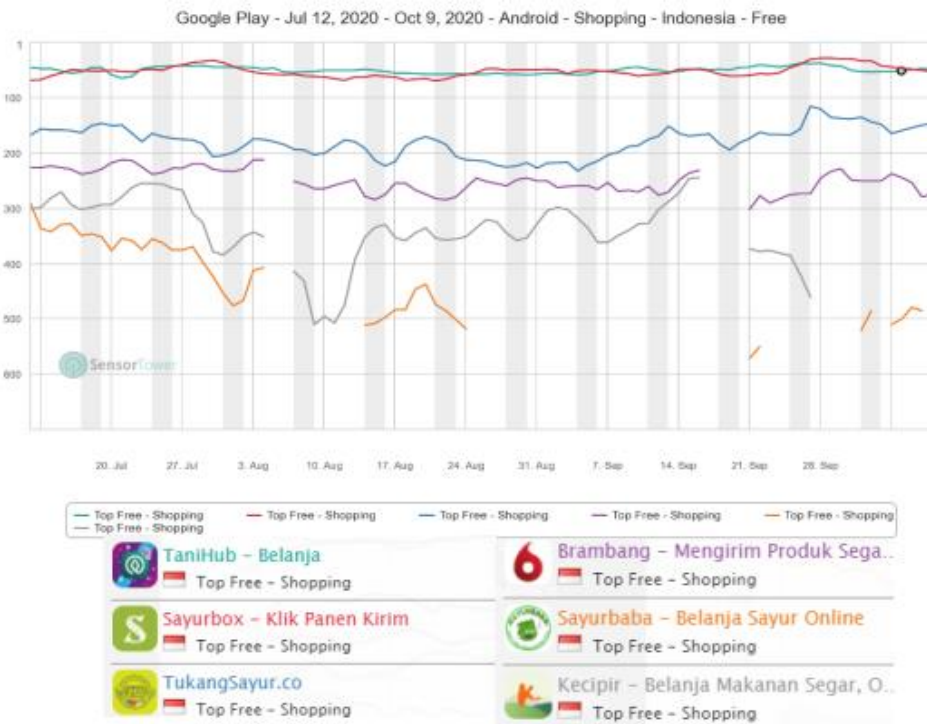 Google Play - Jul 12, 2020 - Oct 9, 2020 - Android - Shopping - Indonesia - Free
1
100
200
300
400
500
600
SensorTower
20. Jul 27. Jul 3. Aug 10. Aug 17. Aug 24. Aug 31. Aug 7. Sep 14. Sep 21. Sep 28. Sep
Top Free - Shopping Top Free - Shopping Top Free - Shopping Top Free - Shopping Top Free - Shopping
Top Free - Shopping
TaniHub – Belanja
Top Free – Shopping
Sayurbox – Klik Panen Kirim
Top Free – Shopping
TukangSayur.co
Top Free – Shopping
Brambang – Mengirim Produk Sega..
Top Free – Shopping
Sayurbaba – Belanja Sayur Online
Top Free – Shopping
Kecipir – Belanja Makanan Segar, O..
Top Free – Shopping